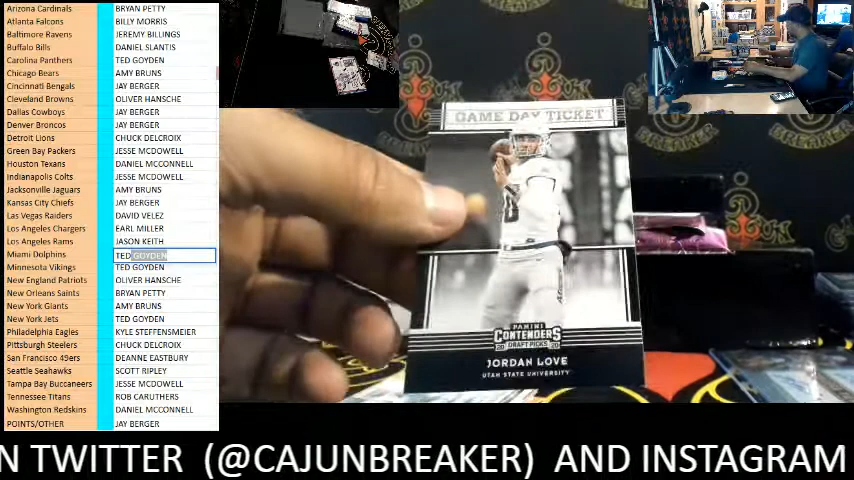 Arizona Cardinals BRYAN PETTY
Atlanta Falcons BILLY MORRIS
Baltimore Ravens JEREMY BILLINGS
Buffalo Bills DANIEL SLANTIS
Carolina Panthers TED GOYDEN
Chicago Bears AMY BRUNS
Cincinnati Bengals JAY BERGER
Cleveland Browns OLIVER HANSCHE
Dallas Cowboys JAY BERGER
Denver Broncos JAY BERGER
Detroit Lions CHUCK DELCROIX
Green Bay Packers JESSE MCDOWELL
Houston Texans DANIEL MCCONNELL
Indianapolis Colts JESSE MCDOWELL
Jacksonville Jaguars AMY BRUNS
Kansas City Chiefs JAY BERGER
Las Vegas Raiders DAVID VELEZ
Los Angeles Chargers EARL MILLER
Los Angeles Rams JASON KEITH
Miami Dolphins TED GOYDEN
Minnesota Vikings TED GOYDEN
New England Patriots OLIVER HANSCHE
New Orleans Saints BRYAN PETTY
New York Giants AMY BRUNS
New York Jets TED GOYDEN
Philadelphia Eagles KYLE STEFFENSMEIER
Pittsburgh Steelers CHUCK DELCROIX
San Francisco 49ers DEANNE EASTBURY
Seattle Seahawks SCOTT RIPLEY
Tampa Bay Buccaneers JESSE MCDOWELL
Tennessee Titans ROB CARUTHERS
Washington Redskins DANIEL MCCONNELL
POINTS/OTHER JAY BERGER
GAME DAY TICKET
10
PANINI
CONTENDERS
20 DRAFT PICKS 20
JORDAN LOVE
UTAH STATE UNIVERSITY
N TWITTER (@CAJUNBREAKER) AND INSTAGRAM